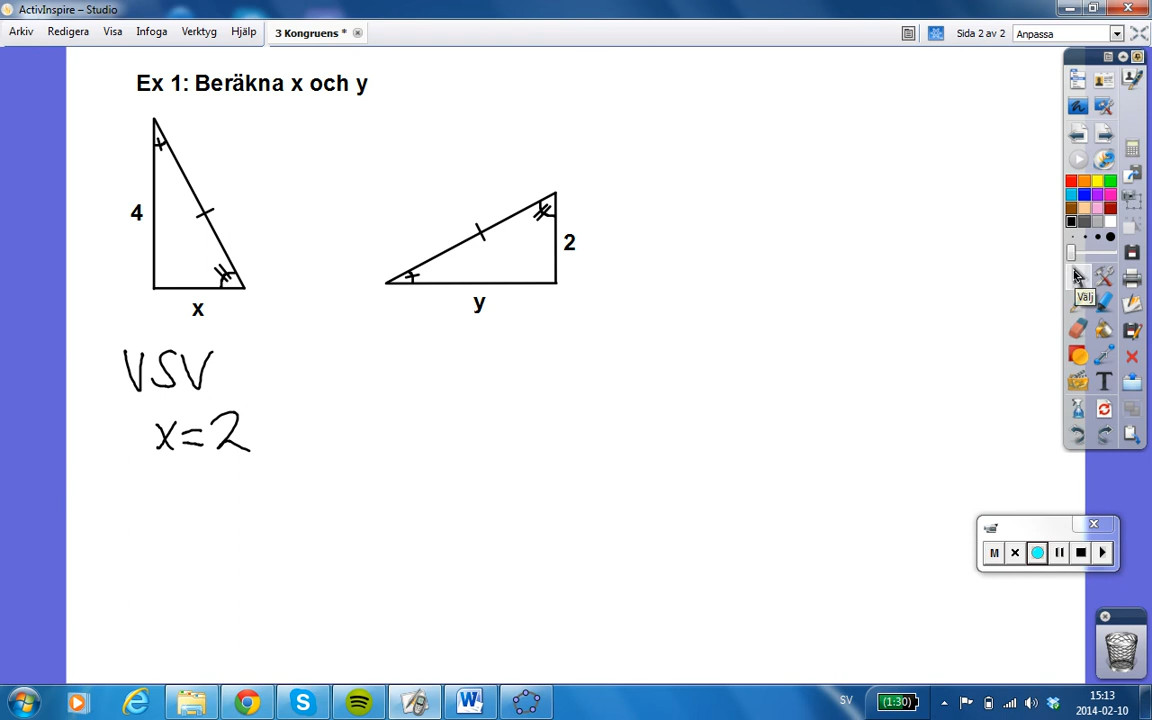 ActivInspire – Studio
Arkiv Redigera Visa Infoga Verktyg Hjälp 3 Kongruens * Sida 2 av 2 Anpassa
Ex 1: Beräkna x och y
4
x
2
y
Välj
VSV
x=2
M
T
SV (1:30) 15:13
2014-02-10